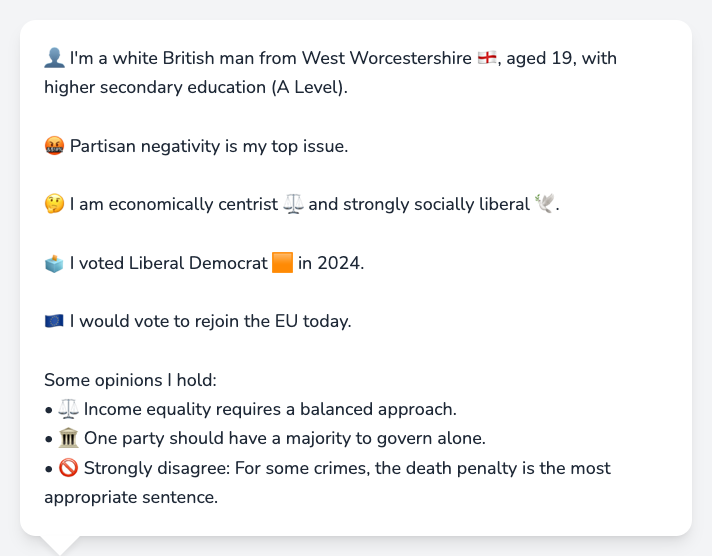 👤 I'm a white British man from West Worcestershire 🏴󠁧󠁢󠁥󠁮󠁧󠁿, aged 19, with
higher secondary education (A Level).
🤬 Partisan negativity is my top issue.
🤔 I am economically centrist ⚖️ and strongly socially liberal 🕊️.
🗳️ I voted Liberal Democrat 🟧 in 2024.
🇪🇺 I would vote to rejoin the EU today.
Some opinions I hold:
• ⚖️ Income equality requires a balanced approach.
• 🏛️ One party should have a majority to govern alone.
• 🚫 Strongly disagree: For some crimes, the death penalty is the most
appropriate sentence.